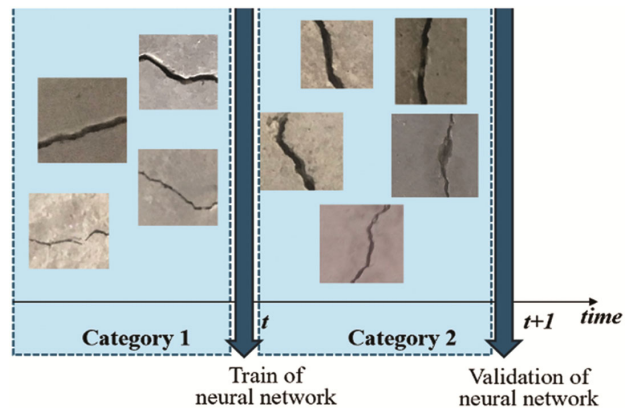 t
t+1
time
Category 1
Category 2
Train of
neural network
Validation of
neural network